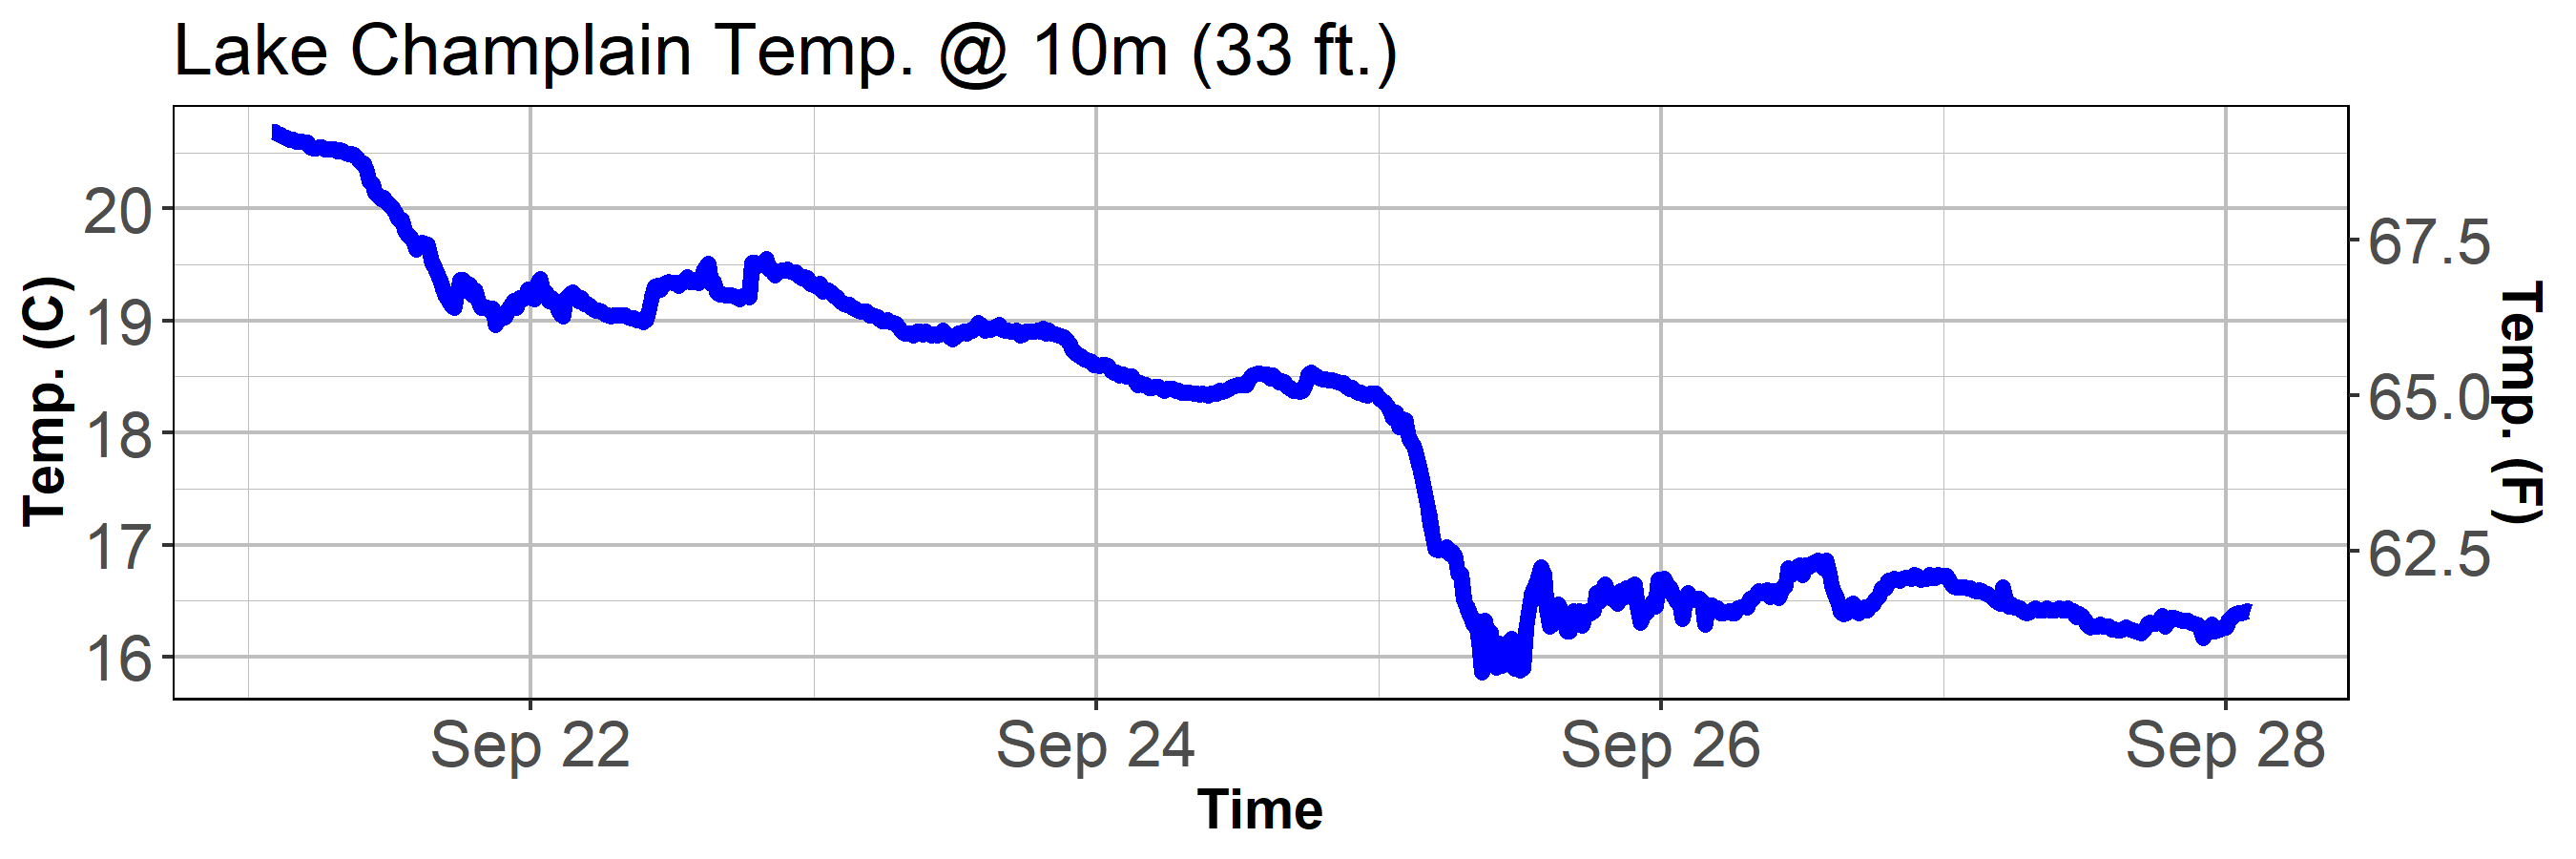 Lake Champlain Temp. @ 10m (33 ft.)
Temp. (C)
20
19
18
17
16
67.5
65.0
62.5
Temp. (F)
Sep 22
Sep 24
Sep 26
Sep 28
Time